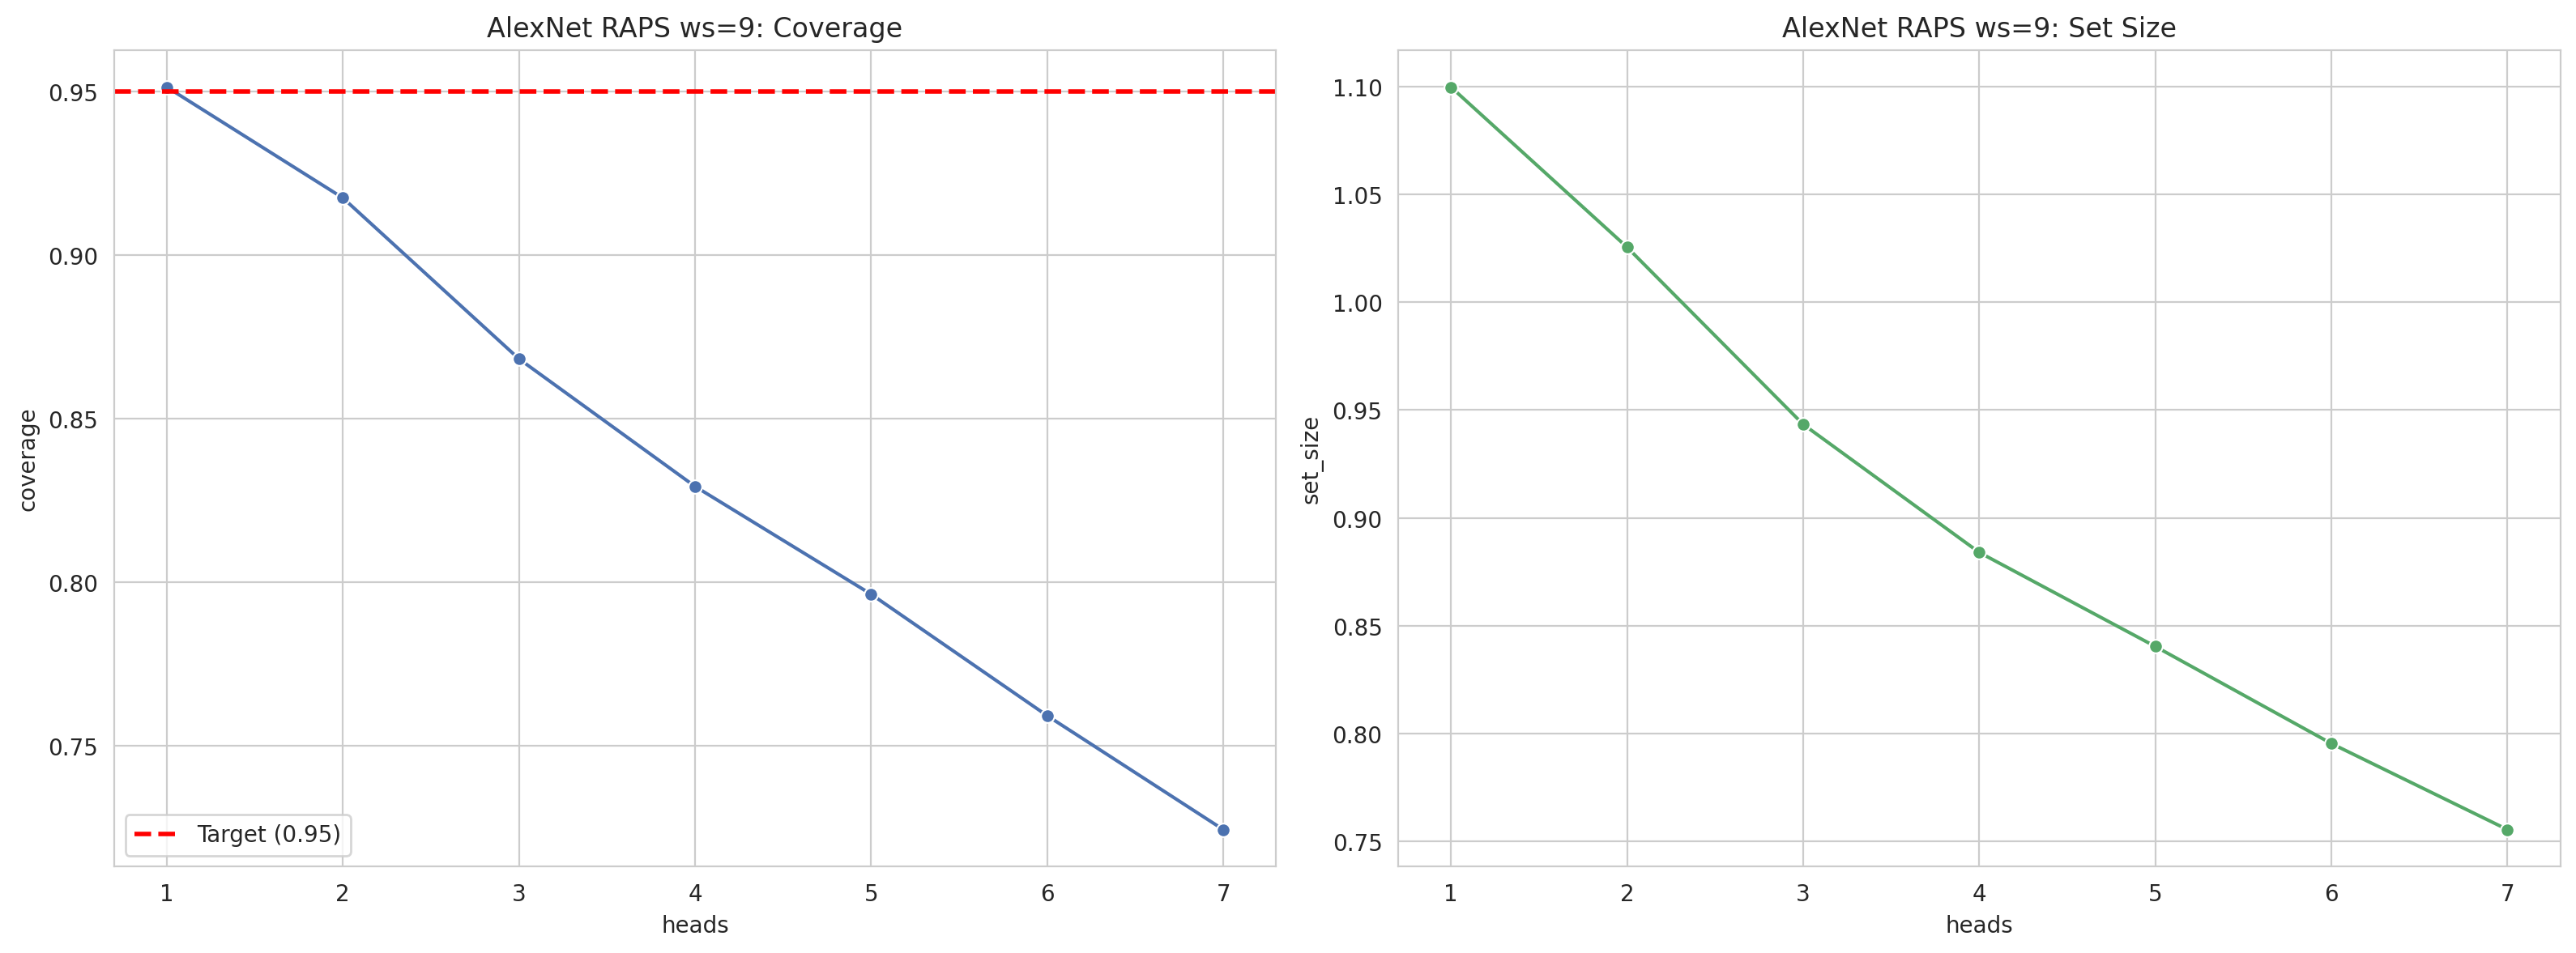 AlexNet RAPS ws=9: Coverage
0.95
0.90
0.85
0.80
0.75
coverage
Target (0.95)
1 2 3 4 5 6 7
heads
AlexNet RAPS ws=9: Set Size
1.10
1.05
1.00
0.95
0.90
0.85
0.80
0.75
set_size
1 2 3 4 5 6 7
heads